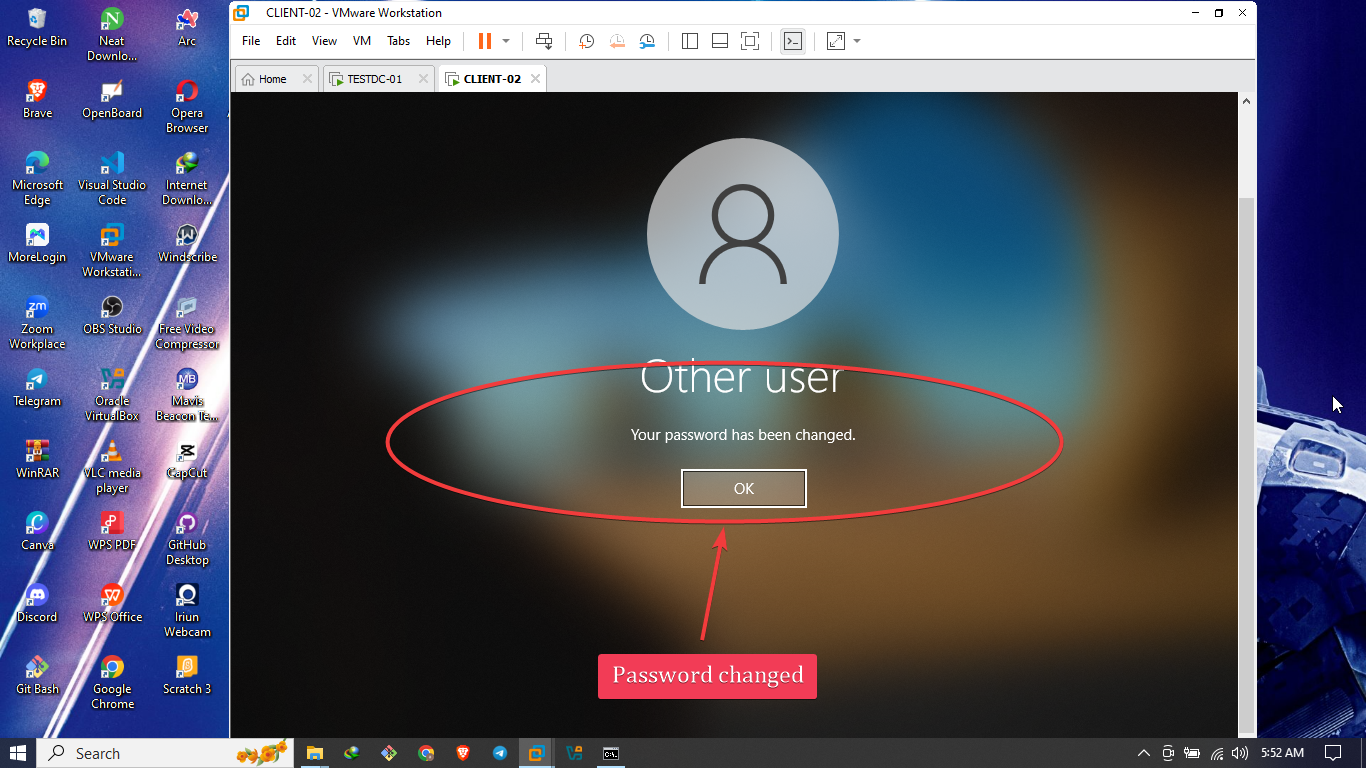 CLIENT-02 - VMware Workstation
File Edit View VM Tabs Help
Home
TESTDC-01
CLIENT-02
Recycle Bin
Neat
Downlo...
Arc
Brave
OpenBoard
Opera
Browser
Microsoft
Edge
Visual Studio
Code
Internet
Downlo...
MoreLogin
VMware
Workstati...
Windscribe
Zoom
Workplace
OBS Studio
Free Video
Compressor
Telegram
Oracle
VirtualBox
Mavis
Beacon Te...
WinRAR
VLC media
player
CapCut
Canva
WPS PDF
GitHub
Desktop
Discord
WPS Office
Iriun
Webcam
Git Bash
Google
Chrome
Scratch 3
Other user
Your password has been changed.
OK
Password changed
Search
5:52 AM